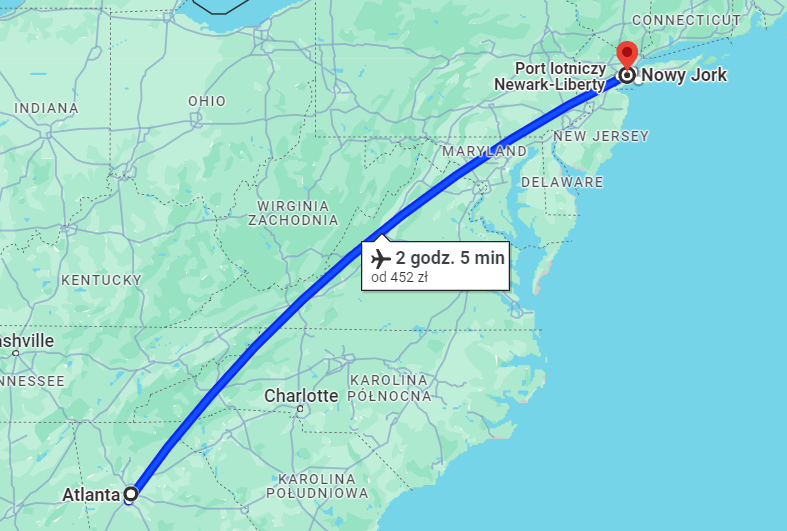 CONNECTICUT
Port lotniczy
Newark-Liberty
Nowy Jork
INDIANA
OHIO
NEW JERSEY
MARYLAND
DELAWARE
WIRGINIA
ZACHODNIA
2 godz. 5 min
od 452 zł
KENTUCKY
ashville
NNESSEE
Charlotte
KAROLINA
PÓŁNOCNA
KAROLINA
POŁUDNIOWA
Atlanta